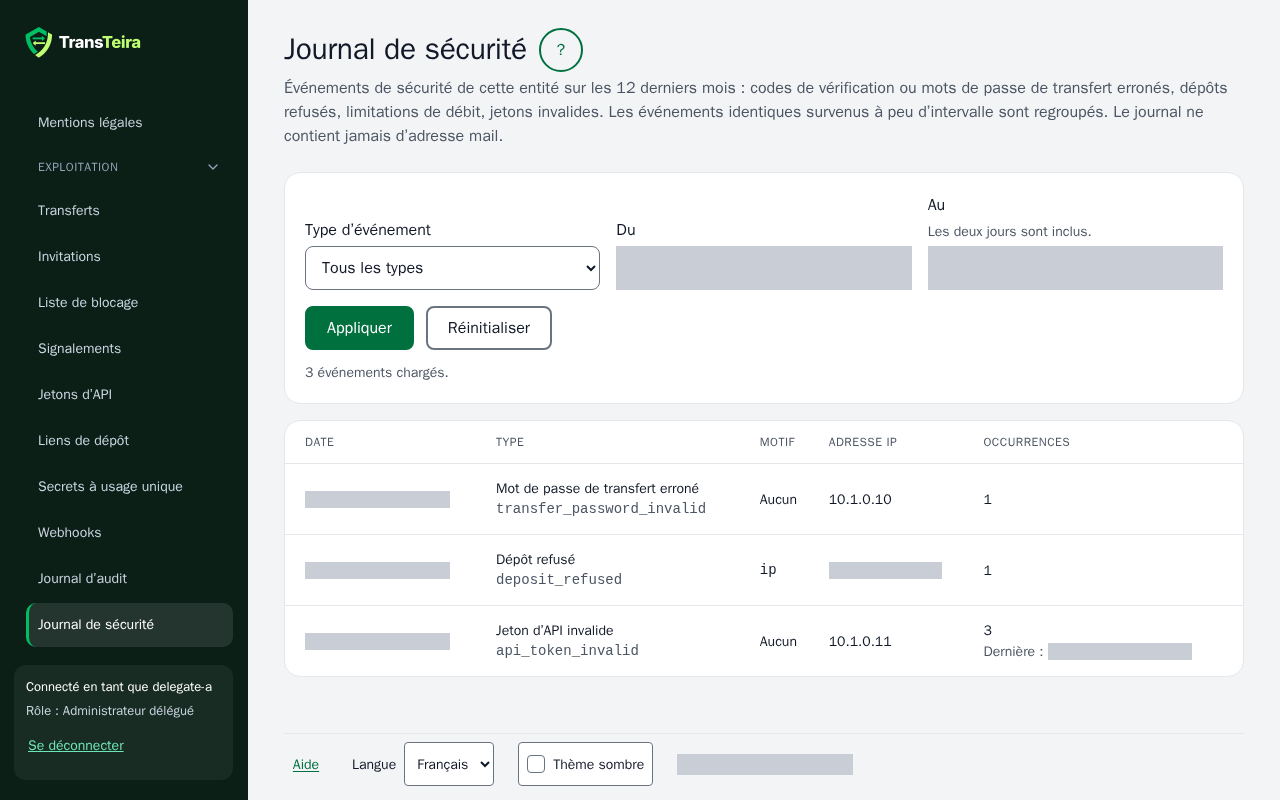 TransTeira
Mentions légales
EXPLOITATION
Transferts
Invitations
Liste de blocage
Signalements
Jetons d'API
Liens de dépôt
Secrets à usage unique
Webhooks
Journal d'audit
Journal de sécurité
Connecté en tant que delegate-a
Rôle : Administrateur délégué
Se déconnecter
Journal de sécurité ?
Événements de sécurité de cette entité sur les 12 derniers mois : codes de vérification ou mots de passe de transfert erronés, dépôts
refusés, limitations de débit, jetons invalides. Les événements identiques survenus à peu d'intervalle sont regroupés. Le journal ne
contient jamais d'adresse mail.
Type d'événement
Tous les types
Du
Au
Les deux jours sont inclus.
Appliquer Réinitialiser
3 événements chargés.
DATE TYPE MOTIF ADRESSE IP OCCURRENCES
Mot de passe de transfert erroné
transfer_password_invalid
Aucun 10.1.0.10 1
Dépôt refusé
deposit_refused
ip 1
Jeton d'API invalide
api_token_invalid
Aucun 10.1.0.11 3
Dernière :
Aide Langue Français Thème sombre